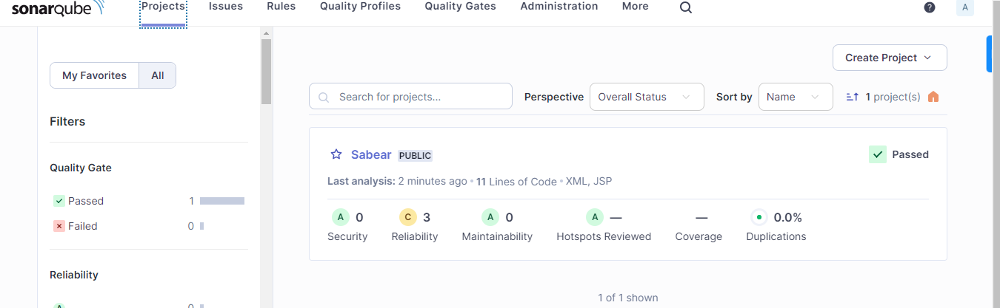 sonarqube Projects Issues Rules Quality Profiles Quality Gates Administration More ? A
Create Project
My Favorites All
Search for projects... Perspective Overall Status Sort by Name 1 project(s)
Filters
Sabear PUBLIC Passed
Quality Gate
Last analysis: 2 minutes ago • 11 Lines of Code • XML, JSP
Passed 1
Failed 0
A 0 C 3 A 0 A — — 0.0%
Security Reliability Maintainability Hotspots Reviewed Coverage Duplications
Reliability
A 0
1 of 1 shown